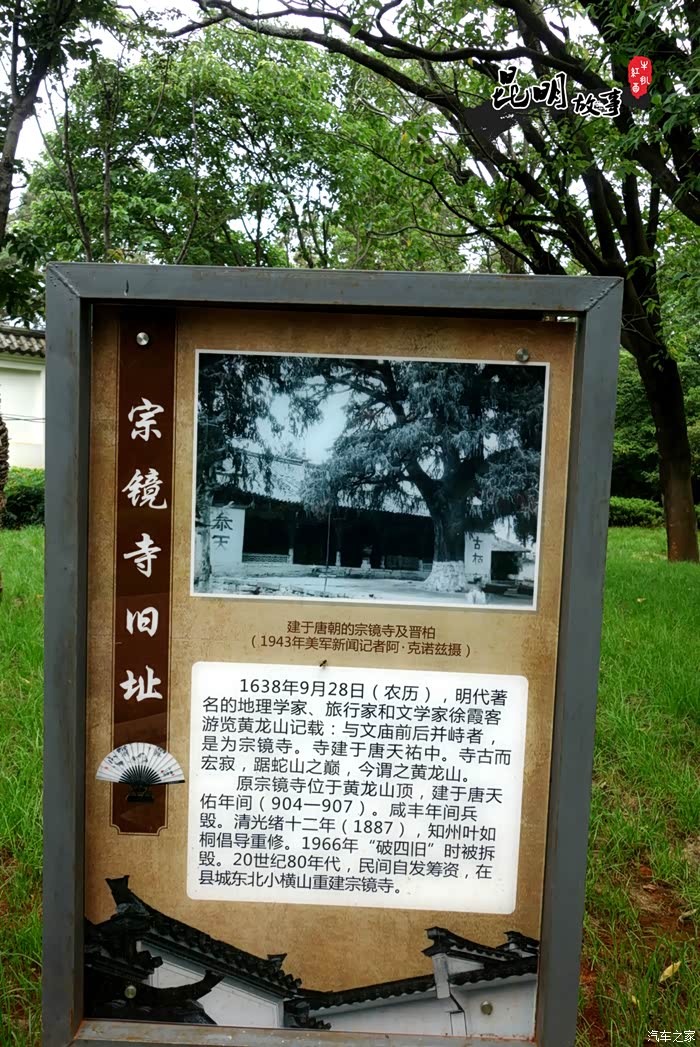 昆明故事
宗镜寺旧址
泰天
古柏
建于唐朝的宗镜寺及晋柏
（1943年美军新闻记者阿·克诺兹摄）
1638年9月28日（农历），明代著
名的地理学家、旅行家和文学家徐霞客
游览黄龙山记载：与文庙前后并峙者，
是为宗镜寺。寺建于唐天祐中。寺古而
宏寂，踞蛇山之巅，今谓之黄龙山。
原宗镜寺位于黄龙山顶，建于唐天
佑年间（904—907）。咸丰年间兵
毁。清光绪十二年（1887），知州叶如
桐倡导重修。1966年“破四旧”时被拆
毁。20世纪80年代，民间自发筹资，在
县城东北小横山重建宗镜寺。
汽车之家